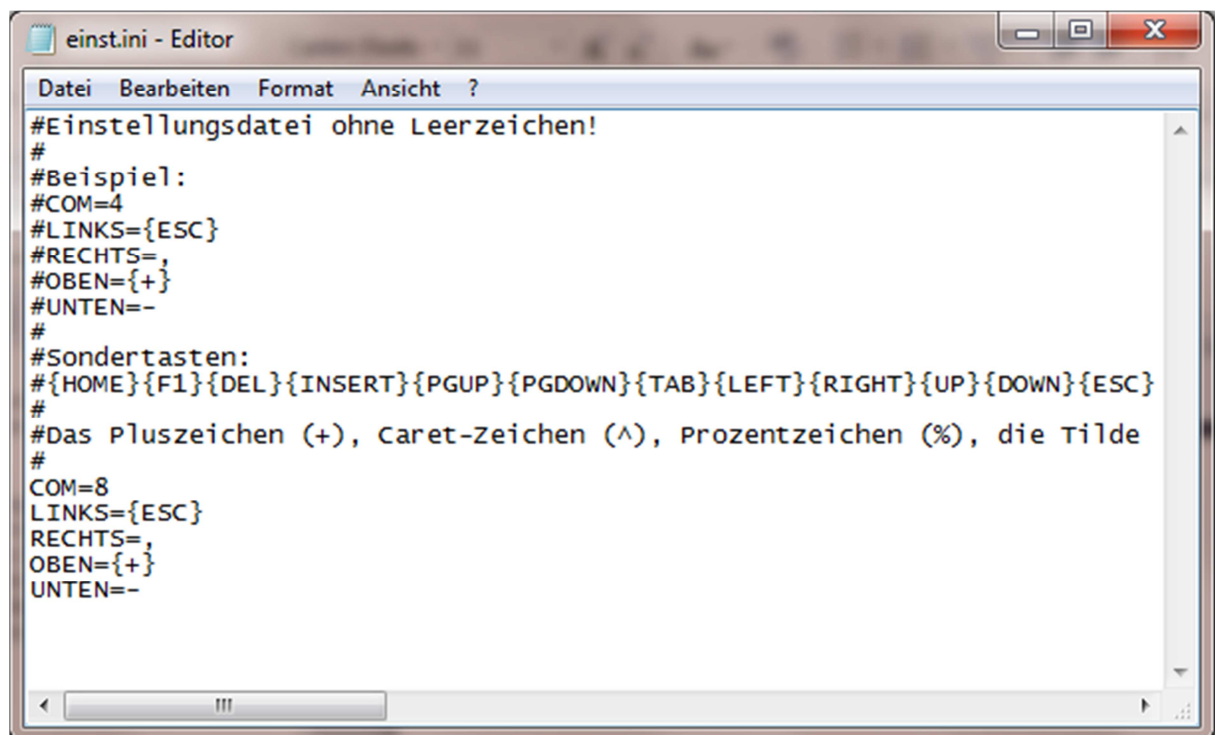 einst.ini - Editor
Datei Bearbeiten Format Ansicht ?
#Einstellungsdatei ohne Leerzeichen!
#
#Beispiel:
#COM=4
#LINKS={ESC}
#RECHTS=,
#OBEN={+}
#UNTEN=-
#
#Sondertasten:
#{HOME}{F1}{DEL}{INSERT}{PGUP}{PGDOWN}{TAB}{LEFT}{RIGHT}{UP}{DOWN}{ESC}
#
#Das Pluszeichen (+), Caret-Zeichen (^), Prozentzeichen (%), die Tilde
#
COM=8
LINKS={ESC}
RECHTS=,
OBEN={+}
UNTEN=-